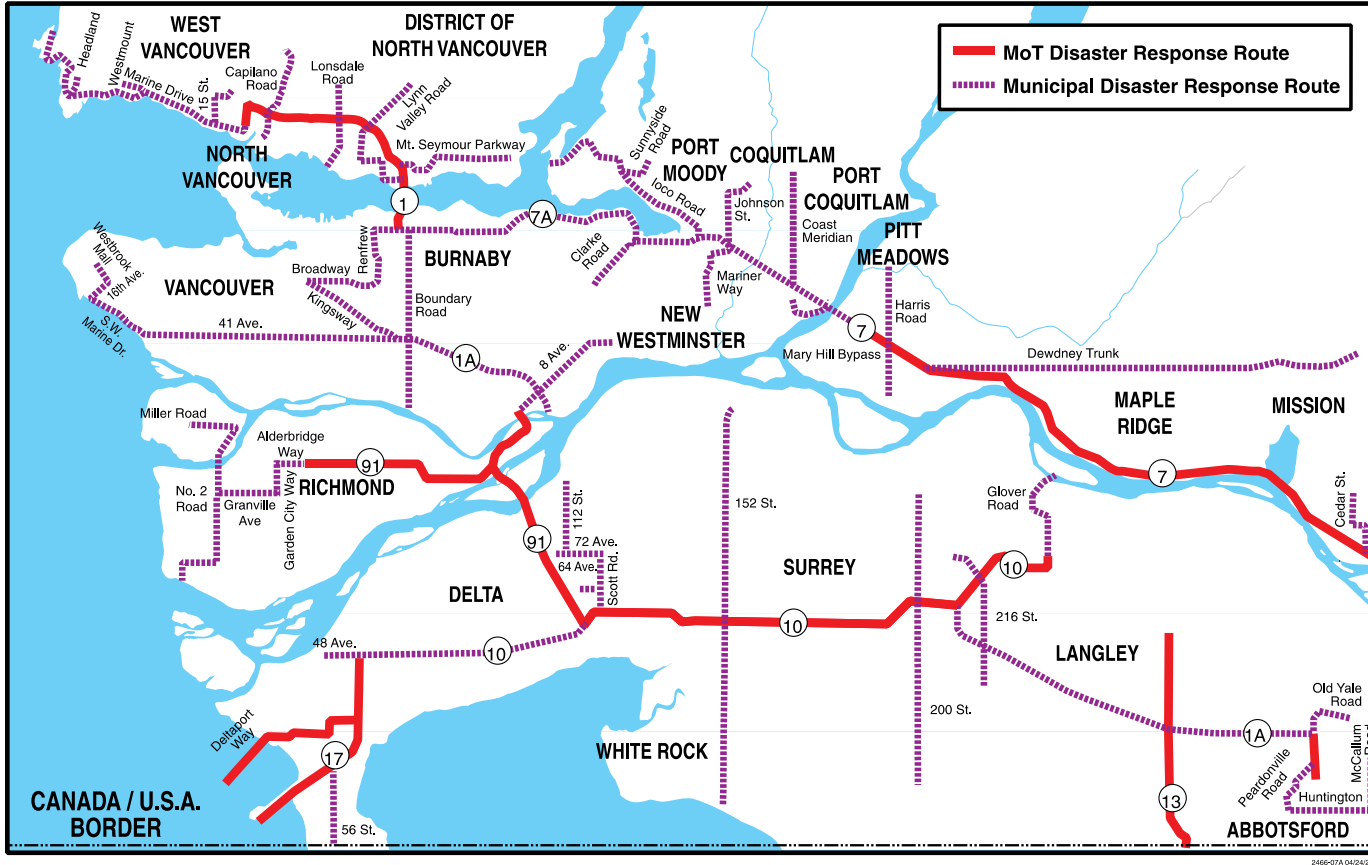 WEST
VANCOUVER
DISTRICT OF
NORTH VANCOUVER
MoT Disaster Response Route
Municipal Disaster Response Route
Headland
Westmount
Marine Drive
15 St.
Capilano
Road
Lonsdale
Road
Lynn
Valley Road
Mt. Seymour Parkway
Sunnyside
Road
NORTH
VANCOUVER
PORT
MOODY
COQUITLAM
PORT
COQUITLAM
PITT
MEADOWS
Ioco Road
Johnson
St.
Coast
Meridian
1
7A
Clarke
Road
Mariner
Way
Harris
Road
Westbrook
Mall
16th Ave.
S.W.
Marine Dr.
VANCOUVER
Broadway
Renfrew
Kingsway
BURNABY
Boundary
Road
41 Ave.
1A
8 Ave.
NEW
WESTMINSTER
7
Mary Hill Bypass
Dewdney Trunk
MAPLE
RIDGE
MISSION
Miller Road
Alderbridge
Way
91
RICHMOND
No. 2
Road
Granville
Ave
Garden City Way
91
112 St.
72 Ave.
64 Ave.
Scott Rd.
152 St.
Glover
Road
7
Cedar St.
SURREY
10
DELTA
48 Ave.
10
10
216 St.
LANGLEY
200 St.
WHITE ROCK
Deltaport
Way
17
56 St.
CANADA / U.S.A.
BORDER
13
1A
Old Yale
Road
McCallum
Peardonville
Road
Huntington
ABBOTSFORD